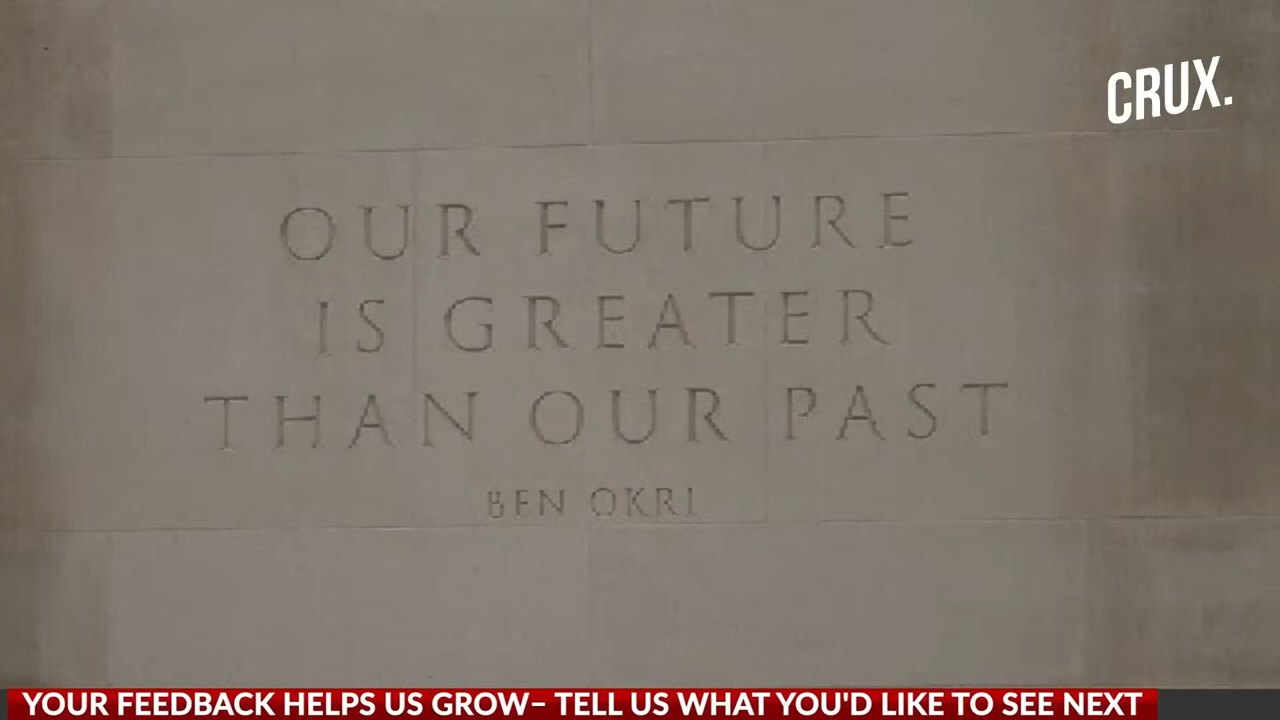 CRUX.
OUR FUTURE
IS GREATER
THAN OUR PAST
BEN OKRI
YOUR FEEDBACK HELPS US GROW– TELL US WHAT YOU'D LIKE TO SEE NEXT